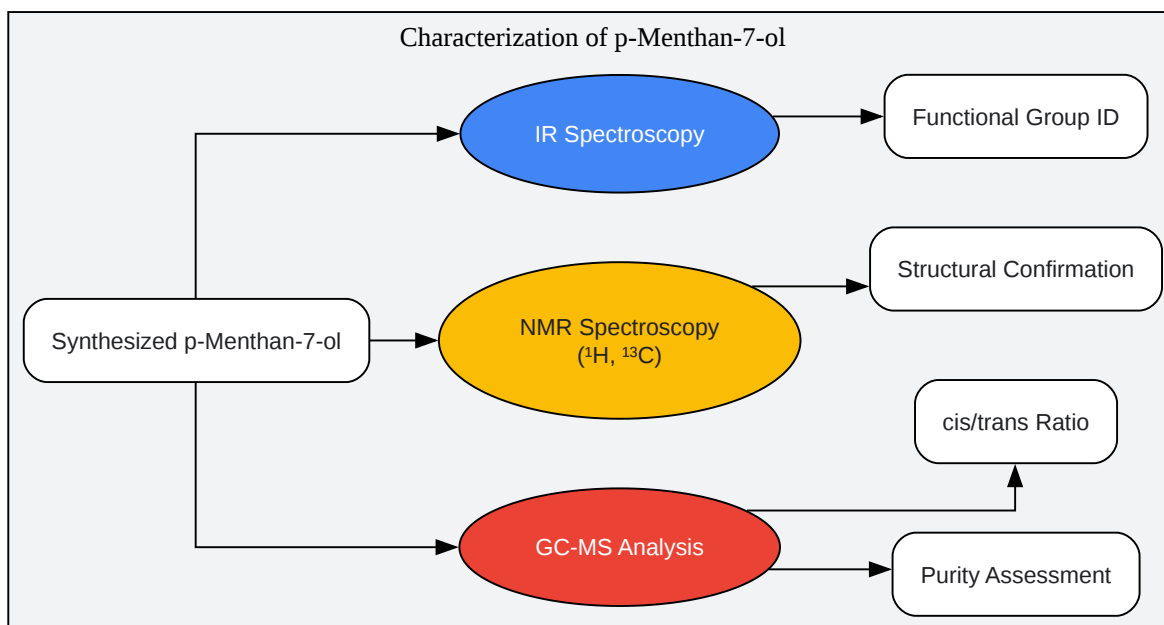 Characterization of p-Menthan-7-ol
IR Spectroscopy
Functional Group ID
Structural Confirmation
Synthesized p-Menthan-7-ol
NMR Spectroscopy
(¹H, ¹³C)
cis/trans Ratio
GC-MS Analysis
Purity Assessment